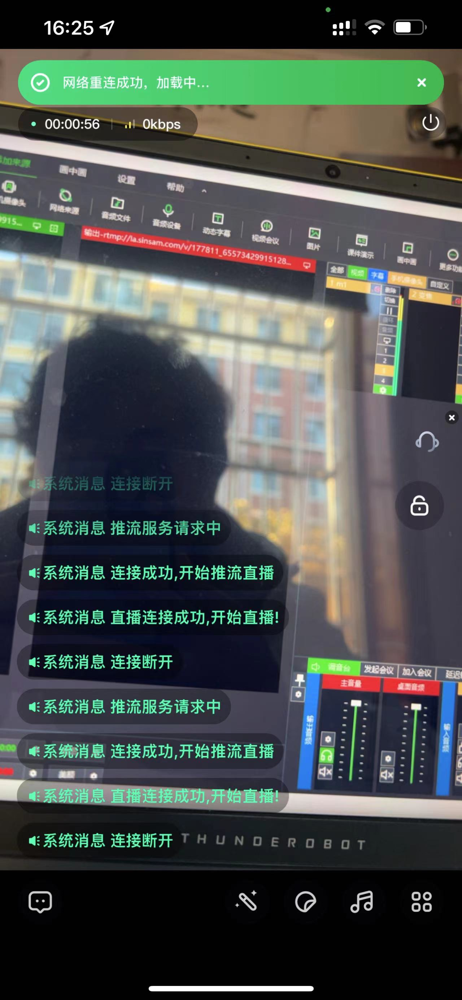 16:25
网络重连成功，加载中...
00:00:56
0kbps
加来源
画中画
设置
帮助
机摄像头
网络来源
音频文件
音频设备
动态字幕
视频会议
图片
课件演示
画中画
更多功能
9915...
输出-rtmp://la.sinsam.com/v/177811_65573429915128...
全部
视频
字幕
手机摄像头
自定义
1 m1
删除
2 变焦
切换
循环
音频
1
2
3
4
系统消息 连接断开
系统消息 推流服务请求中
系统消息 连接成功,开始推流直播
系统消息 直播连接成功,开始直播!
系统消息 连接断开
调音台
发起会议
加入会议
延迟
主音量
桌面音频
系统消息 推流服务请求中
输出音频
输入音频
系统消息 连接成功,开始推流直播
0:00
美颜
系统消息 直播连接成功,开始直播!
系统消息 连接断开
THUNDEROBOT